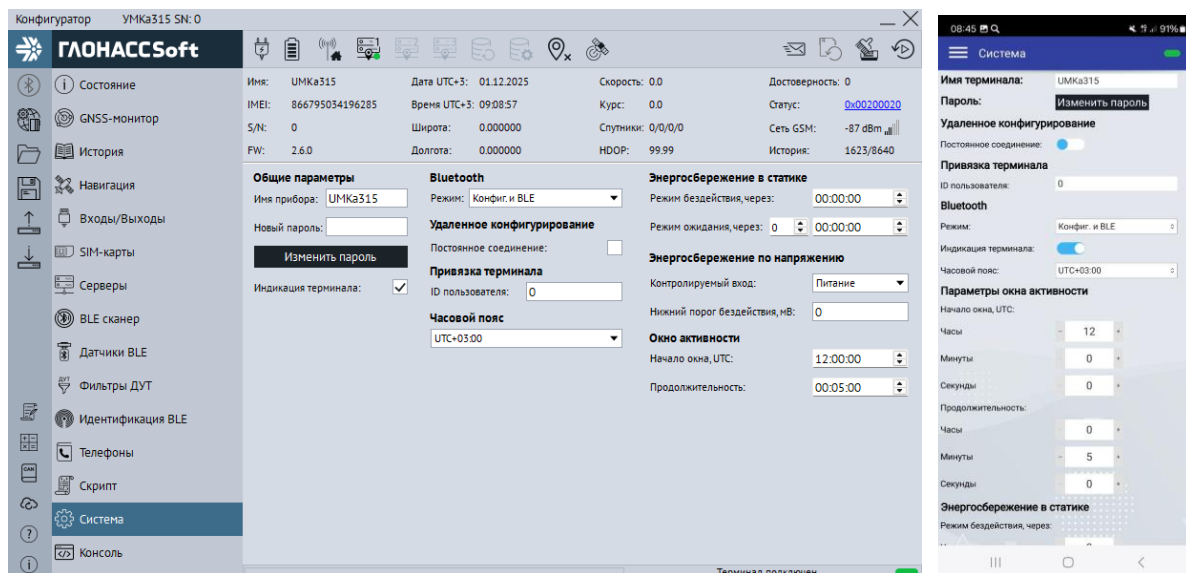 Конфигуратор УМКа315 SN: 0
ГЛОНАССSoft
Состояние
GNSS-монитор
История
Навигация
Входы/Выходы
SIM-карты
Серверы
BLE сканер
Датчики BLE
Фильтры ДУТ
Идентификация BLE
Телефоны
Скрипт
Система
Консоль
Имя: УМКа315 Дата UTC+3: 01.12.2025 Скорость: 0.0 Достоверность: 0
IMEI: 866795034196285 Время UTC+3: 09:08:57 Курс: 0.0 Статус: 0x00200020
S/N: 0 Широта: 0.000000 Спутники: 0/0/0/0 Сеть GSM: -87 dBm
FW: 2.6.0 Долгота: 0.000000 HDOP: 99.99 История: 1623/8640
Общие параметры
Имя прибора: UMKa315
Новый пароль:
Изменить пароль
Индикация терминала:
Bluetooth
Режим: Конфиг. и BLE
Удаленное конфигурирование
Постоянное соединение:
Привязка терминала
ID пользователя: 0
Часовой пояс
UTC+03:00
Энергосбережение в статике
Режим бездействия, через: 00:00:00
Режим ожидания, через: 0 00:00:00
Энергосбережение по напряжению
Контролируемый вход: Питание
Нижний порог бездействия, мВ: 0
Окно активности
Начало окна, UTC: 12:00:00
Продолжительность: 00:05:00
Терминал подключен
08:45 91%
Система
Имя терминала: UMKa315
Пароль: Изменить пароль
Удаленное конфигурирование
Постоянное соединение:
Привязка терминала
ID пользователя: 0
Bluetooth
Режим: Конфиг. и BLE
Индикация терминала:
Часовой пояс: UTC+03:00
Параметры окна активности
Начало окна, UTC:
Часы - 12 +
Минуты - 0 +
Секунды - 0 +
Продолжительность:
Часы - 0 +
Минуты - 5 +
Секунды - 0 +
Энергосбережение в статике
Режим бездействия, через: